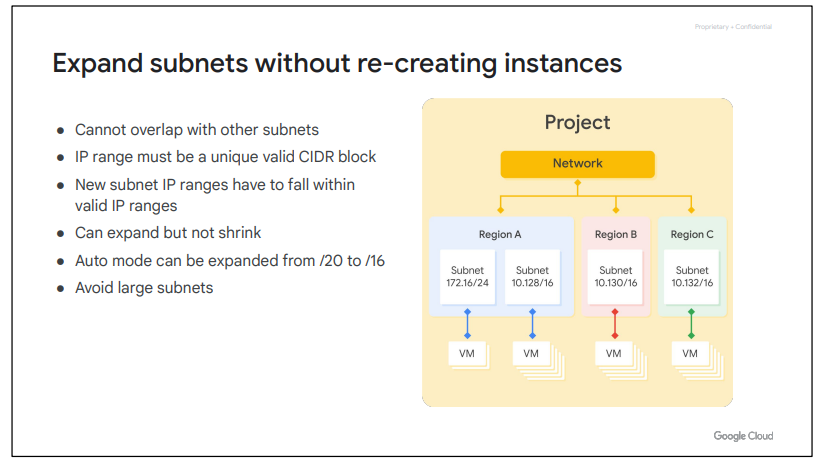 Proprietary + Confidential
Expand subnets without re-creating instances
● Cannot overlap with other subnets
● IP range must be a unique valid CIDR block
● New subnet IP ranges have to fall within
valid IP ranges
● Can expand but not shrink
● Auto mode can be expanded from /20 to /16
● Avoid large subnets
Project
Network
Region A
Subnet
172.16/24
Subnet
10.128/16
Region B
Subnet
10.130/16
Region C
Subnet
10.132/16
VM
VM
VM
VM
Google Cloud